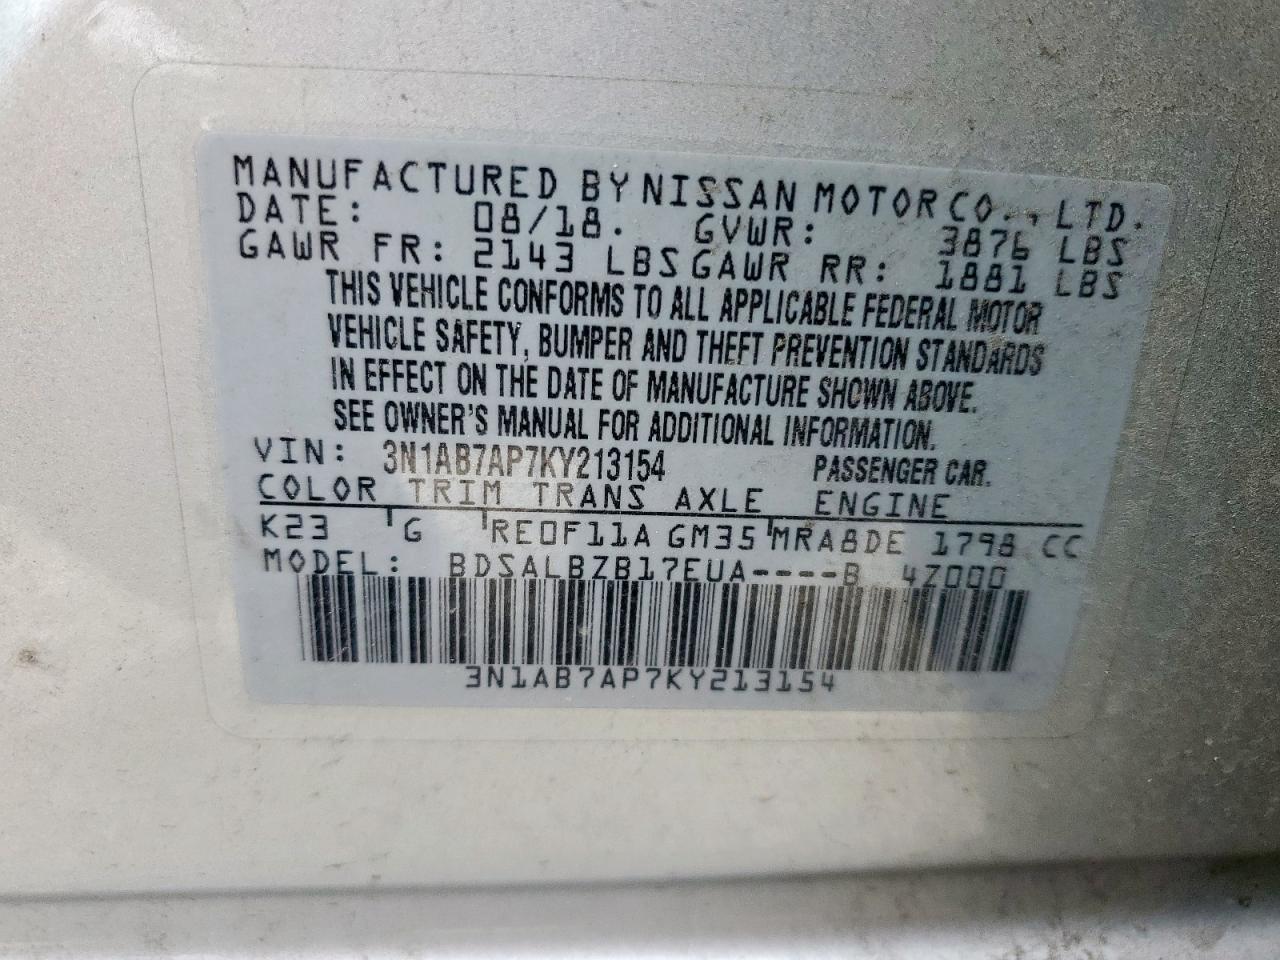 MANUFACTURED BY NISSAN MOTOR CO., LTD.
DATE: 08/18. GVWR: 3876 LBS
GAWR FR: 2143 LBS GAWR RR: 1881 LBS
THIS VEHICLE CONFORMS TO ALL APPLICABLE FEDERAL MOTOR
VEHICLE SAFETY, BUMPER AND THEFT PREVENTION STANDARDS
IN EFFECT ON THE DATE OF MANUFACTURE SHOWN ABOVE.
SEE OWNER'S MANUAL FOR ADDITIONAL INFORMATION.
VIN: 3N1AB7AP7KY213154 PASSENGER CAR.
COLOR TRIM TRANS AXLE ENGINE
K23 G RE0F11A GM35 MRA8DE 1798 CC
MODEL: BDSALBZB17EUA----B 4Z000
3N1AB7AP7KY213154